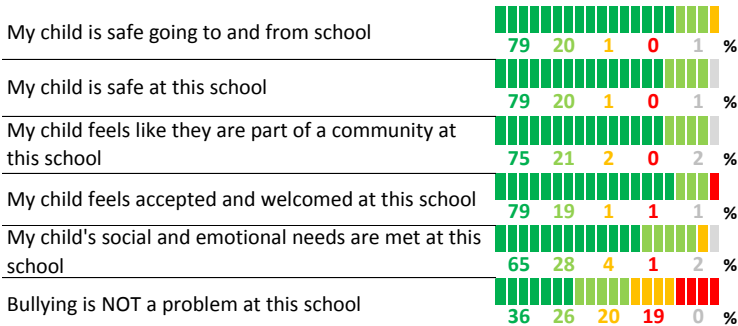 My child is safe going to and from school
79 20 1 0 1 %
My child is safe at this school
79 20 1 0 1 %
My child feels like they are part of a community at
this school
75 21 2 0 2 %
My child feels accepted and welcomed at this school
79 19 1 1 1 %
My child's social and emotional needs are met at this
school
65 28 4 1 2 %
Bullying is NOT a problem at this school
36 26 20 19 0 %